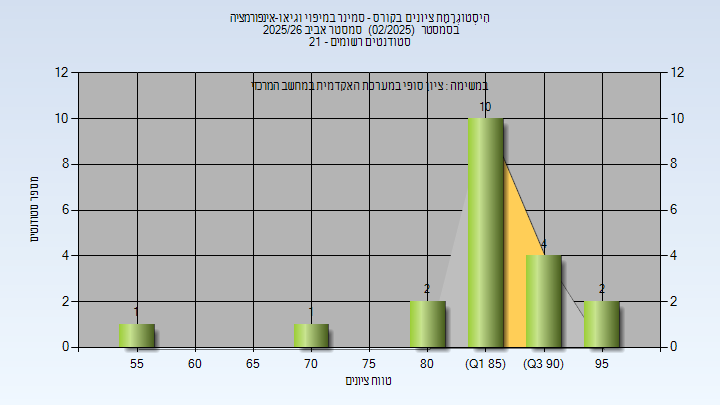 הִיסְטוֹגְרָמַת ציונים בקורס - סמינר במיפוי וגיאו-אינפורמציה
בסמסטר (02/2025) סמסטר אביב 2025/26
סטודנטים רשומים - 21
במשימה : ציון סופי במערכת האקדמית במחשב המרכזי
12 12
10 10 10
8 8
6 6
4 4 4
2 2 2 2
1 1
0 0
מספר סטודנטים
55 60 65 70 75 80 (Q1 85) (Q3 90) 95
טווח ציונים